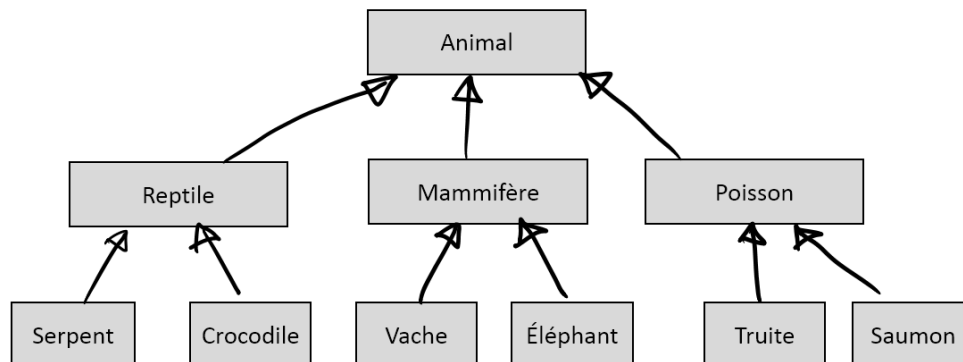 Animal
Reptile
Mammifère
Poisson
Serpent
Crocodile
Vache
Éléphant
Truite
Saumon